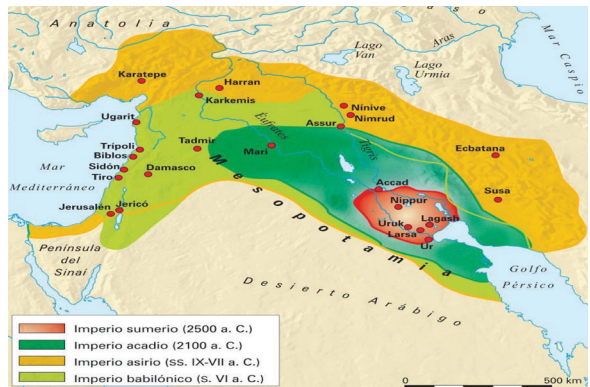 Anatolia
Mar Caspio
Lago
Van
Aras
Lago
Urmia
Karatepe
Harran
Karkemis
Nínive
Nimrud
Ugarit
Assur
Éufrates
Tigris
Ecbatana
Trípoli
Biblos
Tadmir
Mari
Sidón
Tiro
Damasco
Mar
Mediterráneo
Mesopotamia
Accad
Susa
Nippur
Jerusalén
Jericó
Uruk
Lagash
Larsa
Ur
Península
del
Sinaí
Golfo
Pérsico
Desierto Arábigo
Imperio sumerio (2500 a. C.)
Imperio acadio (2100 a. C.)
Imperio asirio (ss. IX-VII a. C.)
Imperio babilónico (s. VI a. C.)
0 500 km